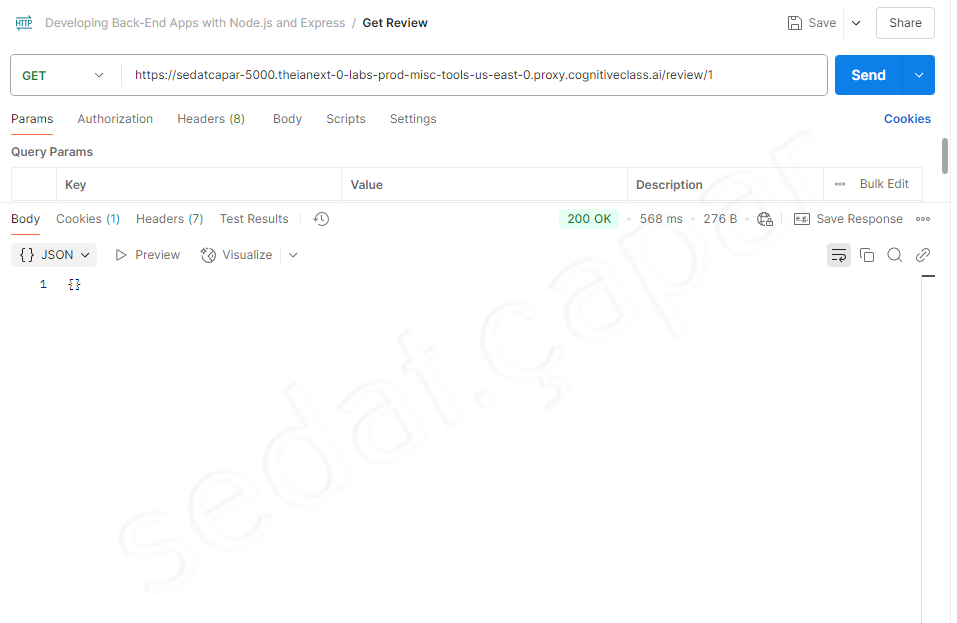 HTTP Developing Back-End Apps with Node.js and Express / Get Review Save Share
GET https://sedatcapar-5000.theianext-0-labs-prod-misc-tools-us-east-0.proxy.cognitiveclass.ai/review/1 Send
Params Authorization Headers (8) Body Scripts Settings Cookies
Query Params
Key Value Description Bulk Edit
Body Cookies (1) Headers (7) Test Results 200 OK • 568 ms • 276 B • e.g. Save Response
{} JSON Preview Visualize
1 {}
sedat.çapar